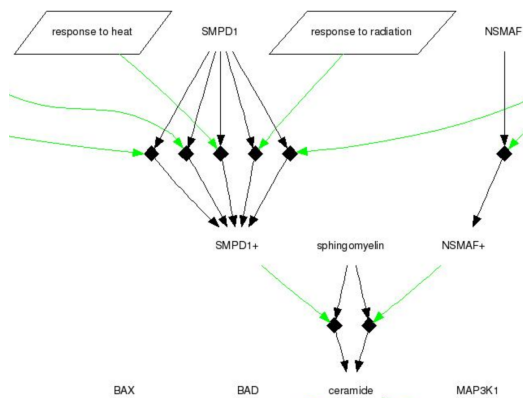 response to heat
SMPD1
response to radiation
NSMAF
SMPD1+
sphingomyelin
NSMAF+
BAX
BAD
ceramide
MAP3K1